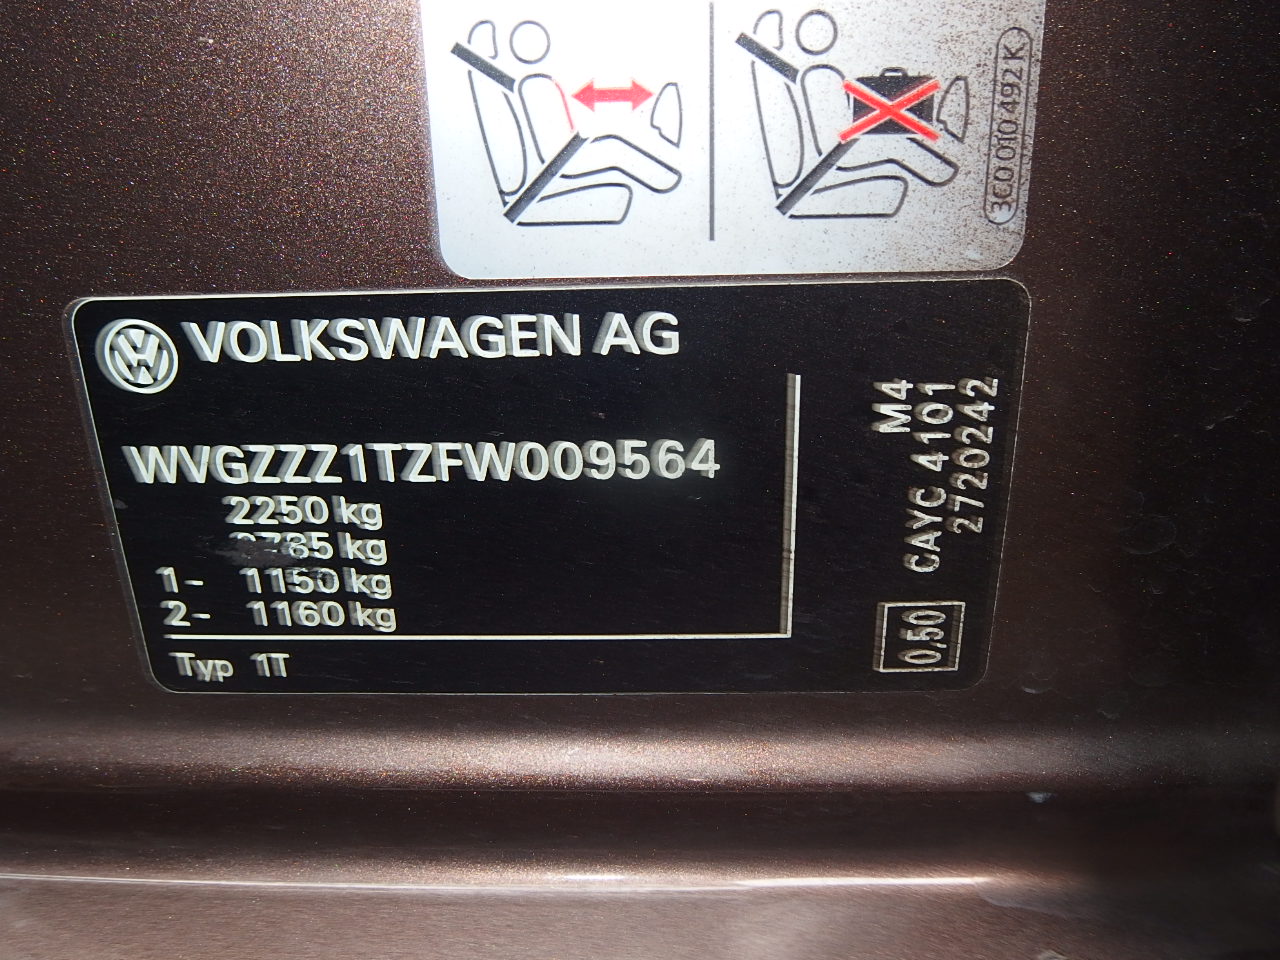 3C0 010 492 K
VOLKSWAGEN AG
WVGZZZ1TZFW009564
2250 kg
kg
1- 1150 kg
2- 1160 kg
Typ 1T
M4
CAYC 4101
2720242
0,50